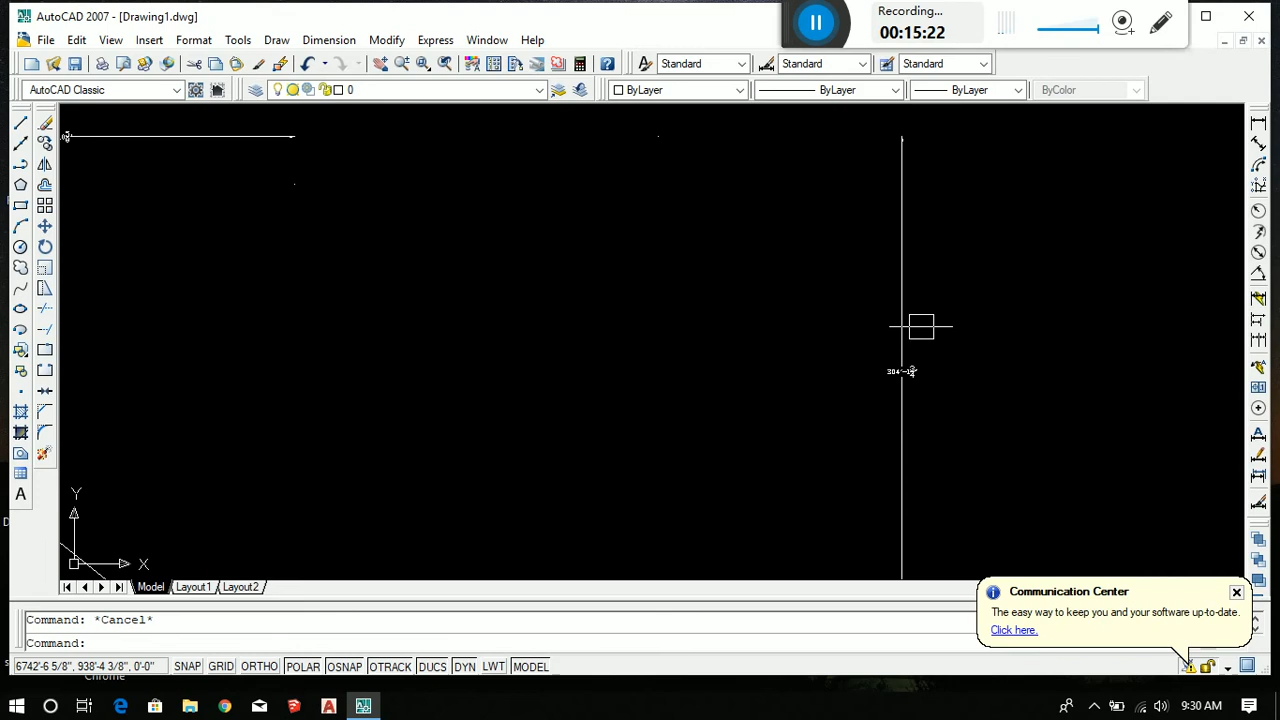 AutoCAD 2007 - [Drawing1.dwg]
Recording...
00:15:22
File Edit View Insert Format Tools Draw Dimension Modify Express Window Help
Standard Standard Standard
AutoCAD Classic 0 ByLayer ByLayer ByLayer ByColor
Y
X
Model Layout1 Layout2
Communication Center
The easy way to keep you and your software up-to-date.
Click here.
Command: *Cancel*
Command:
6742'-6 5/8", 938'-4 3/8", 0'-0" SNAP GRID ORTHO POLAR OSNAP OTRACK DUCS DYN LWT MODEL
Chrome
9:30 AM